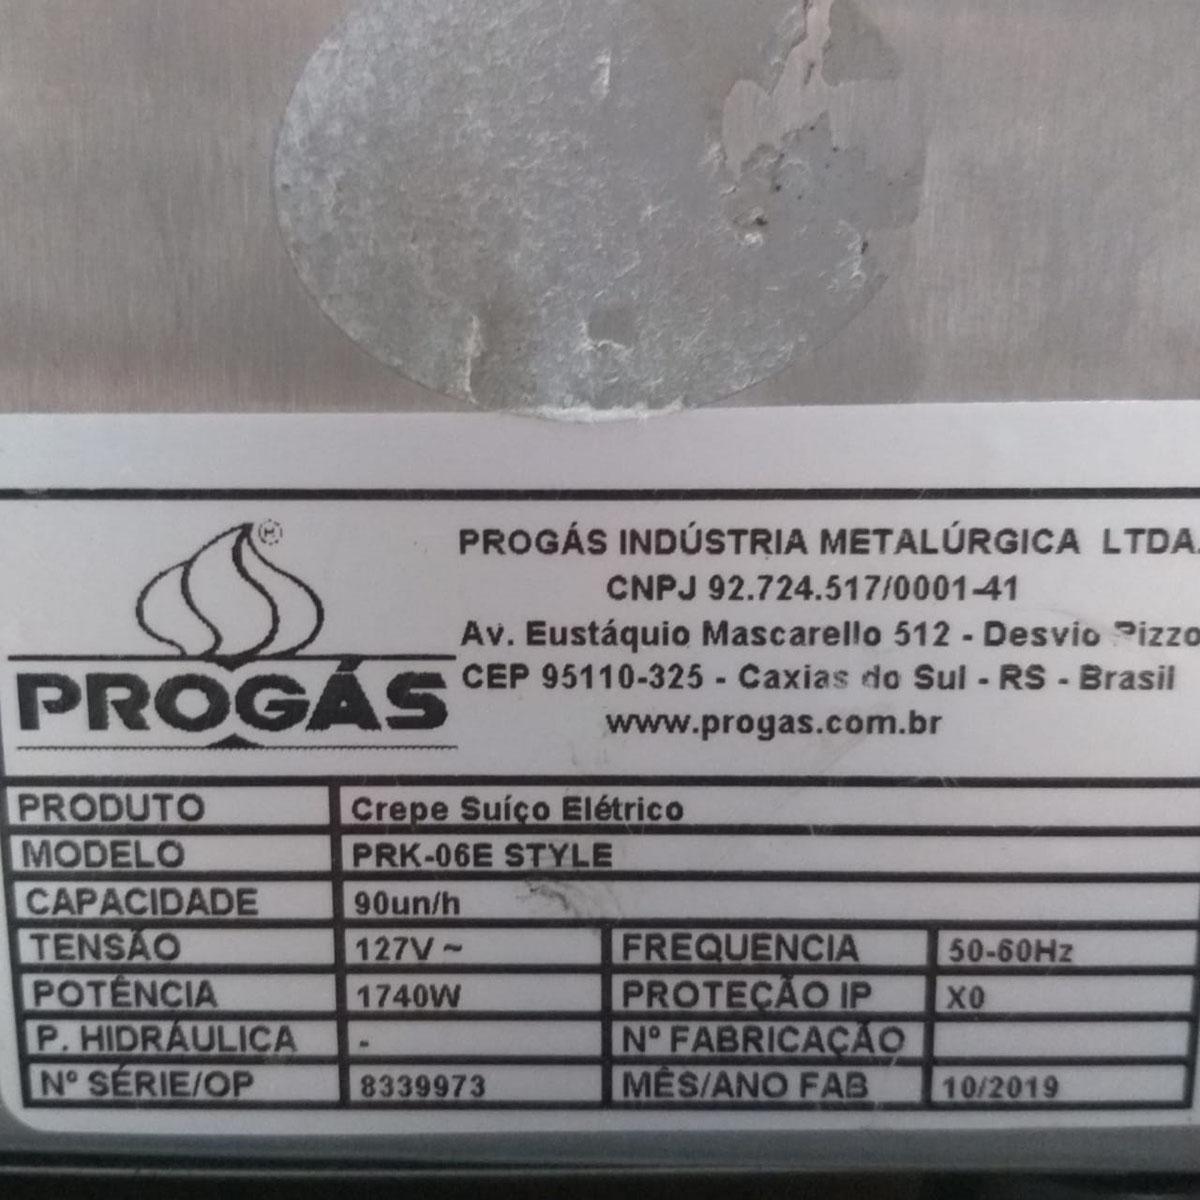 PROGÁS INDÚSTRIA METALÚRGICA LTDA.
CNPJ 92.724.517/0001-41
Av. Eustáquio Mascarello 512 - Desvio Pizzo
CEP 95110-325 - Caxias do Sul - RS - Brasil
www.progas.com.br
PROGÁS
PRODUTO Crepe Suíço Elétrico
MODELO PRK-06E STYLE
CAPACIDADE 90un/h
TENSÃO 127V ~ FREQUENCIA 50-60Hz
POTÊNCIA 1740W PROTEÇÃO IP X0
P. HIDRÁULICA - Nº FABRICAÇÃO
Nº SÉRIE/OP 8339973 MÊS/ANO FAB 10/2019